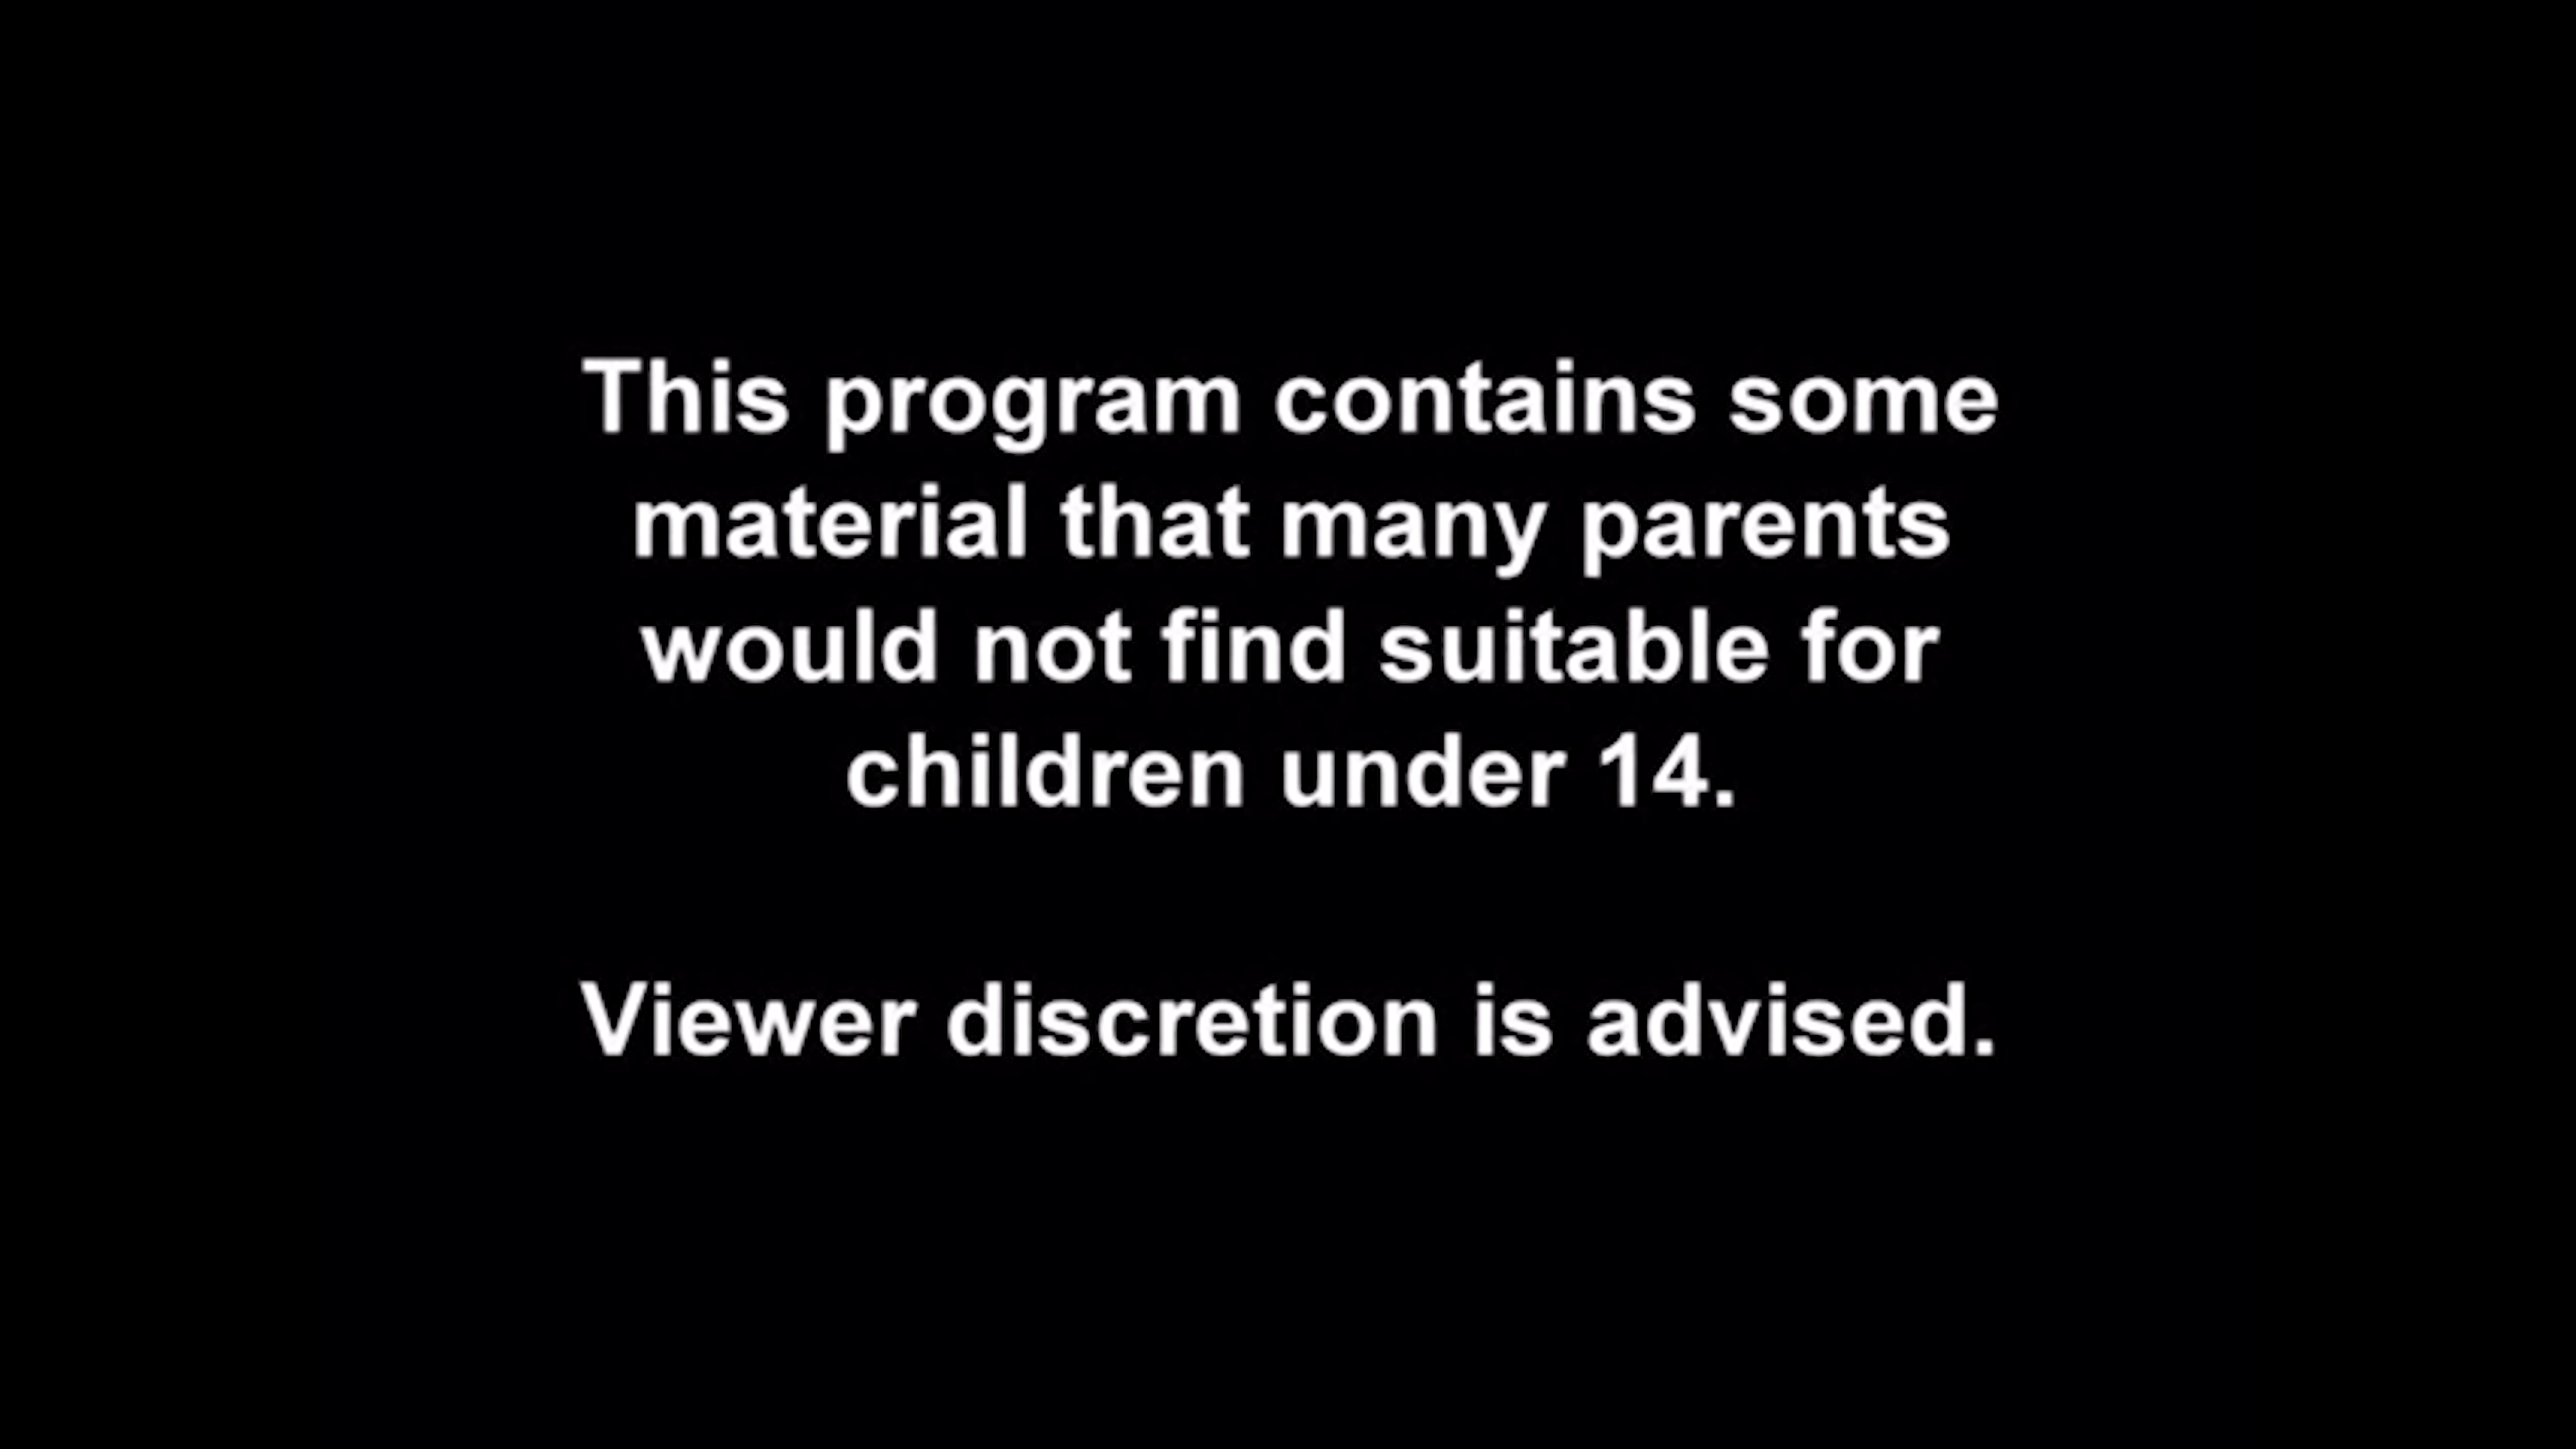 This program contains some
material that many parents
would not find suitable for
children under 14.
Viewer discretion is advised.